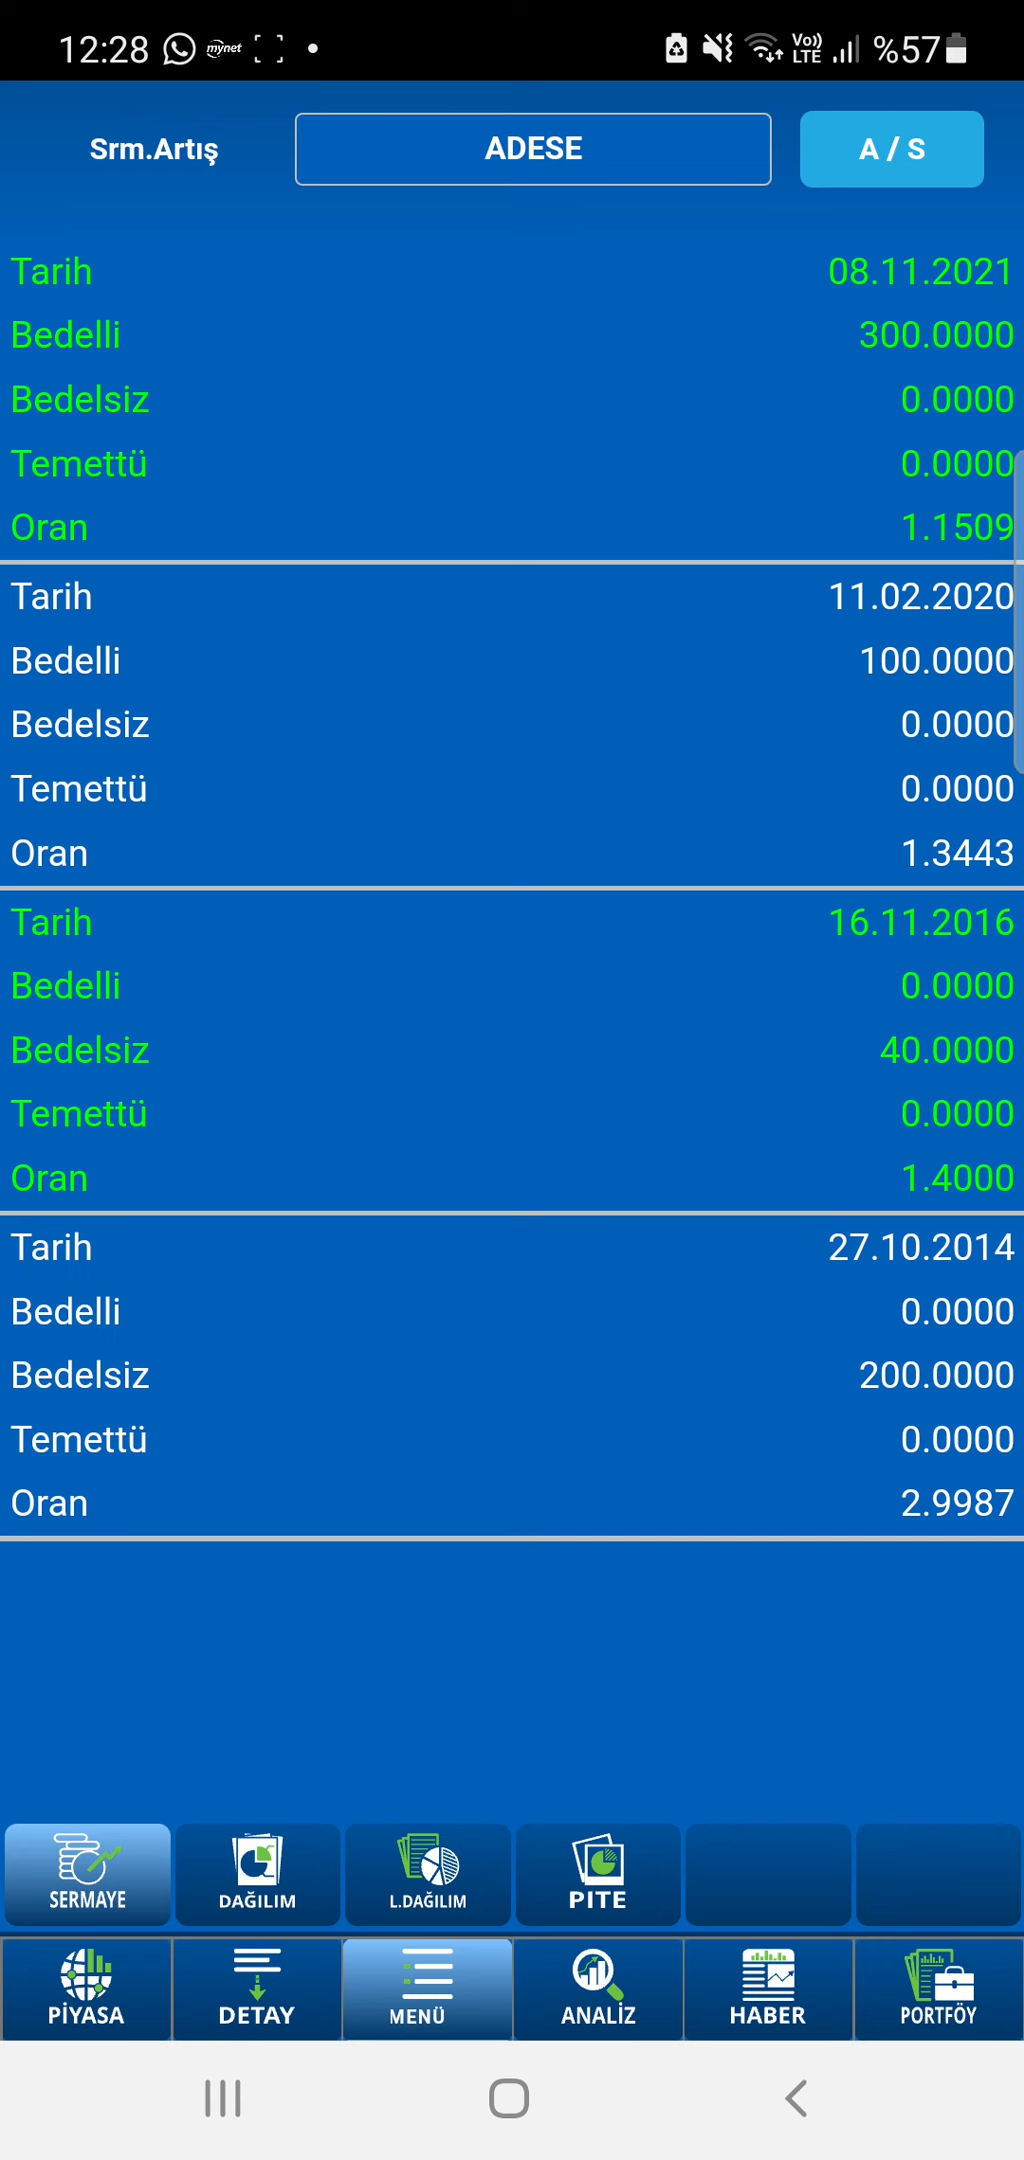 12:28 mynet Vo)) LTE %57
Srm.Artış ADESE A / S
Tarih 08.11.2021
Bedelli 300.0000
Bedelsiz 0.0000
Temettü 0.0000
Oran 1.1509
Tarih 11.02.2020
Bedelli 100.0000
Bedelsiz 0.0000
Temettü 0.0000
Oran 1.3443
Tarih 16.11.2016
Bedelli 0.0000
Bedelsiz 40.0000
Temettü 0.0000
Oran 1.4000
Tarih 27.10.2014
Bedelli 0.0000
Bedelsiz 200.0000
Temettü 0.0000
Oran 2.9987
SERMAYE DAĞILIM L.DAĞILIM PITE
PİYASA DETAY MENÜ ANALİZ HABER PORTFÖY